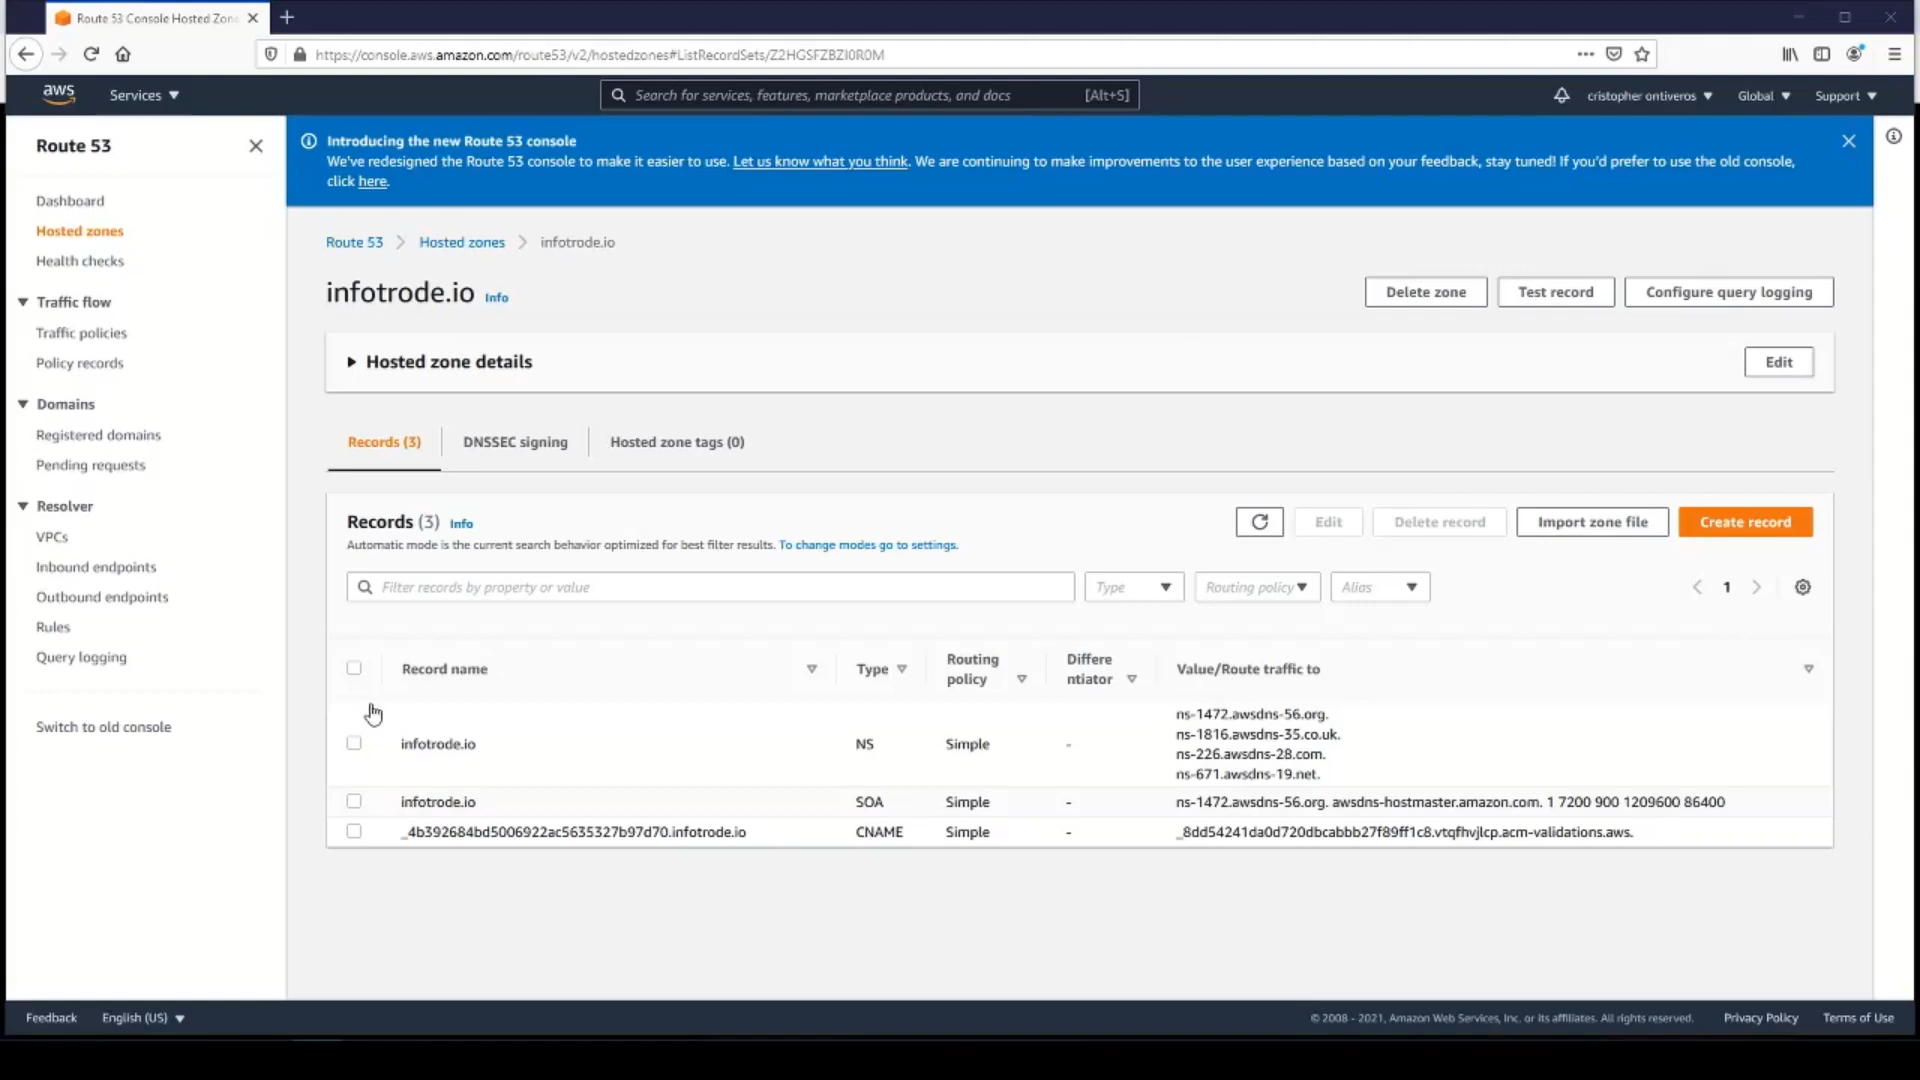 Route 53 Console Hosted Zon
https://console.aws.amazon.com/route53/v2/hostedzones#ListRecordSets/Z2HGSFZBZI0R0M
aws
Services
Search for services, features, marketplace products, and docs
[Alt+S]
cristopher ontiveros
Global
Support
Route 53
Dashboard
Hosted zones
Health checks
Traffic flow
Traffic policies
Policy records
Domains
Registered domains
Pending requests
Resolver
VPCs
Inbound endpoints
Outbound endpoints
Rules
Query logging
Switch to old console
Introducing the new Route 53 console
We've redesigned the Route 53 console to make it easier to use. Let us know what you think. We are continuing to make improvements to the user experience based on your feedback, stay tuned! If you'd prefer to use the old console,
click here.
Route 53
Hosted zones
infotrode.io
infotrode.io Info
Delete zone
Test record
Configure query logging
Hosted zone details
Edit
Records (3)
DNSSEC signing
Hosted zone tags (0)
Records (3) Info
Automatic mode is the current search behavior optimized for best filter results. To change modes go to settings.
Edit
Delete record
Import zone file
Create record
Filter records by property or value
Type
Routing policy
Alias
1
Record name
Type
Routing
policy
Differe
ntiator
Value/Route traffic to
infotrode.io
NS
Simple
-
ns-1472.awsdns-56.org.
ns-1816.awsdns-35.co.uk.
ns-226.awsdns-28.com.
ns-671.awsdns-19.net.
infotrode.io
SOA
Simple
-
ns-1472.awsdns-56.org. awsdns-hostmaster.amazon.com. 1 7200 900 1209600 86400
_4b392684bd5006922ac5635327b97d70.infotrode.io
CNAME
Simple
-
_8dd54241da0d720dbcabbb27f89ff1c8.vtqfhvjlcp.acm-validations.aws.
Feedback
English (US)
© 2008 - 2021, Amazon Web Services, Inc. or its affiliates. All rights reserved.
Privacy Policy
Terms of Use